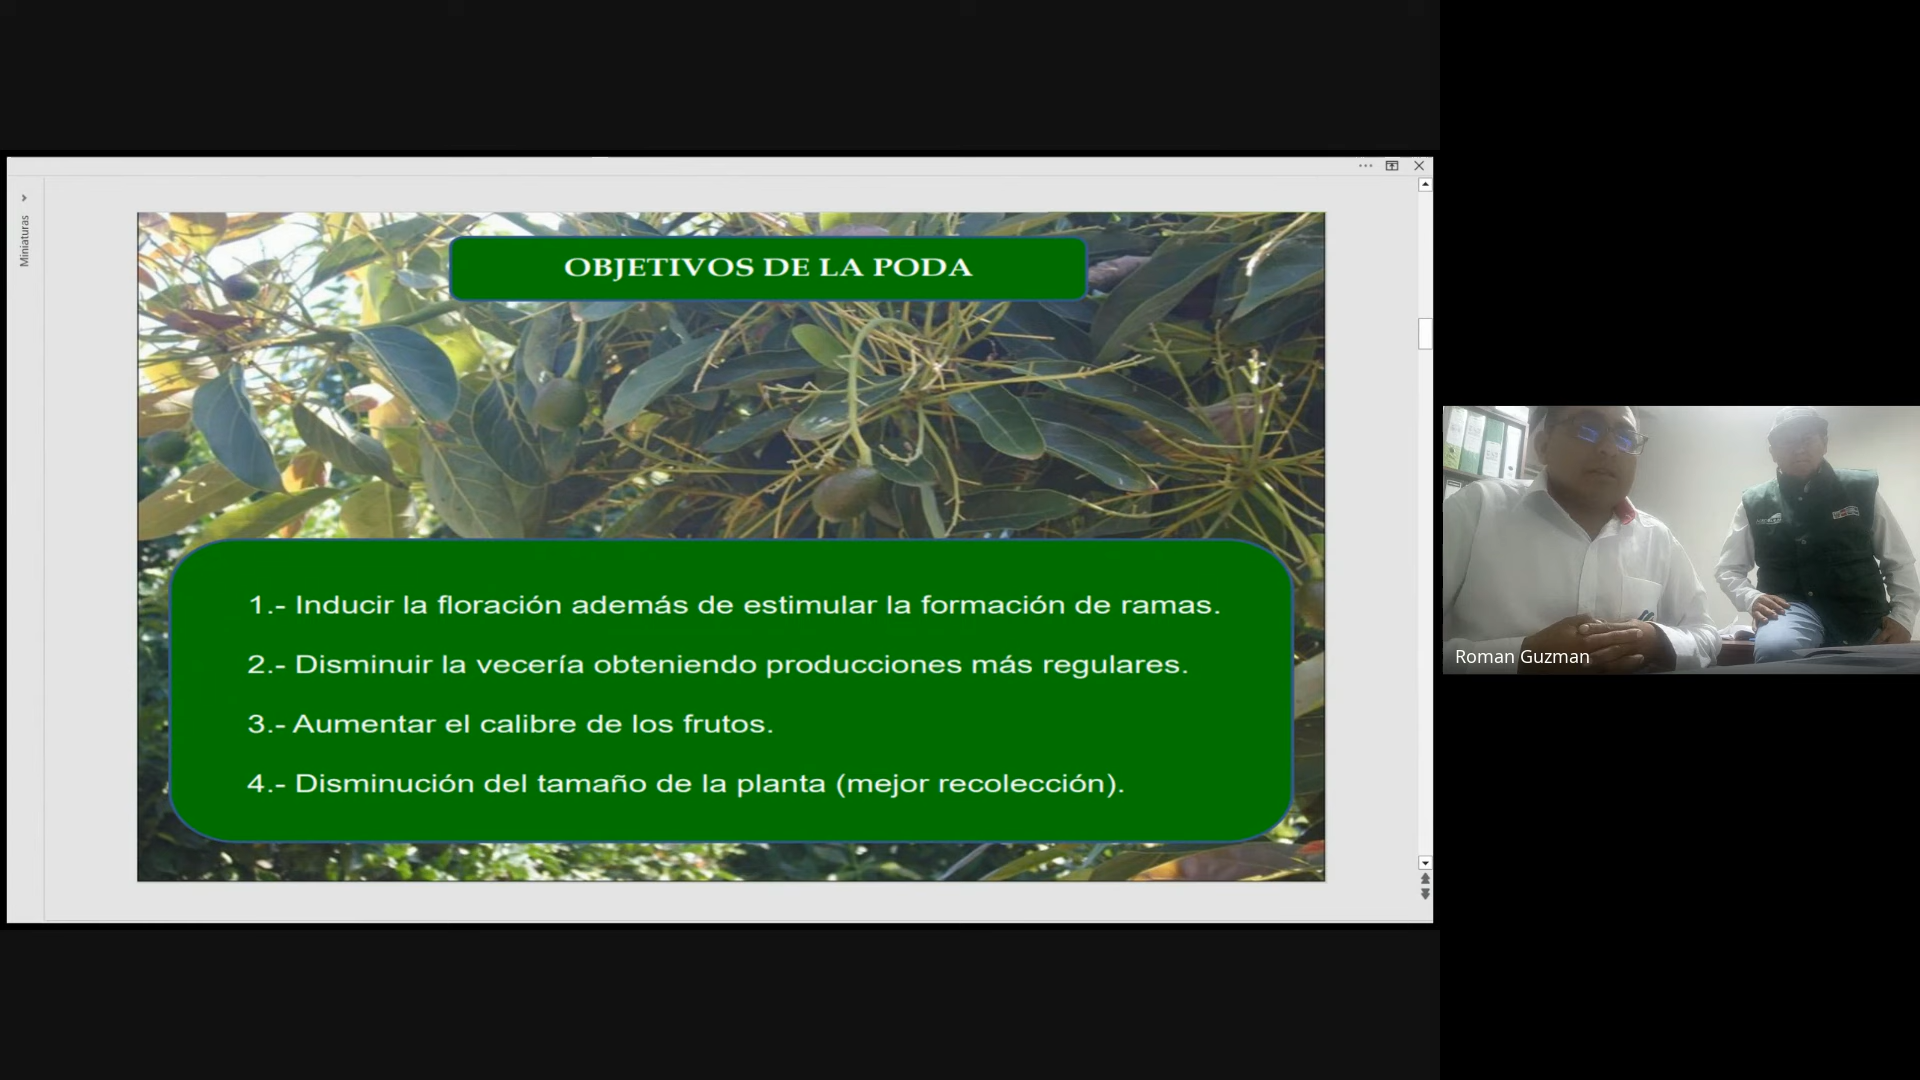 Miniaturas
OBJETIVOS DE LA PODA
1.- Inducir la floración además de estimular la formación de ramas.
2.- Disminuir la vecería obteniendo producciones más regulares.
3.- Aumentar el calibre de los frutos.
4.- Disminución del tamaño de la planta (mejor recolección).
Roman Guzman